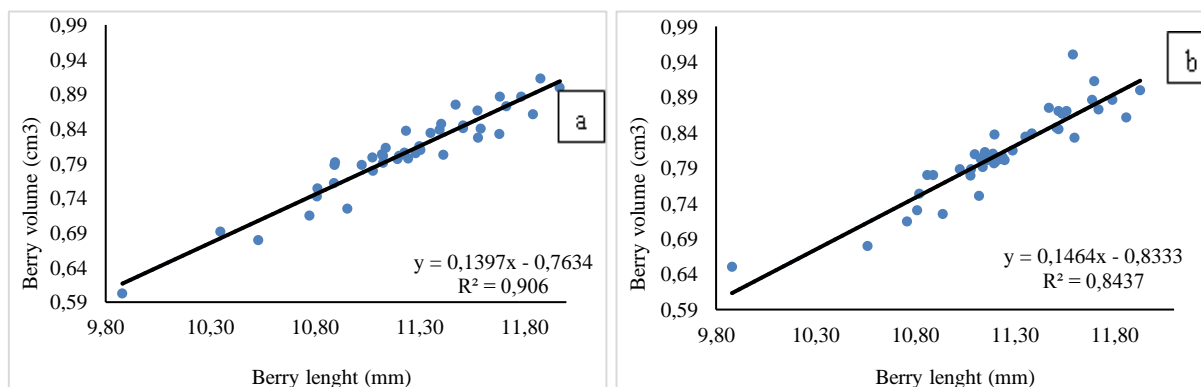 0,99
0,94
0,89
0,84
0,79
0,74
0,69
0,64
0,59
Berry volume (cm3)
a
y = 0,1397x - 0,7634
R² = 0,906
9,80 10,30 10,80 11,30 11,80
Berry lenght (mm)
0,99
0,94
0,89
0,84
0,79
0,74
0,69
0,64
0,59
Berry volume (cm3)
b
y = 0,1464x - 0,8333
R² = 0,8437
9,80 10,30 10,80 11,30 11,80
Berry lenght (mm)